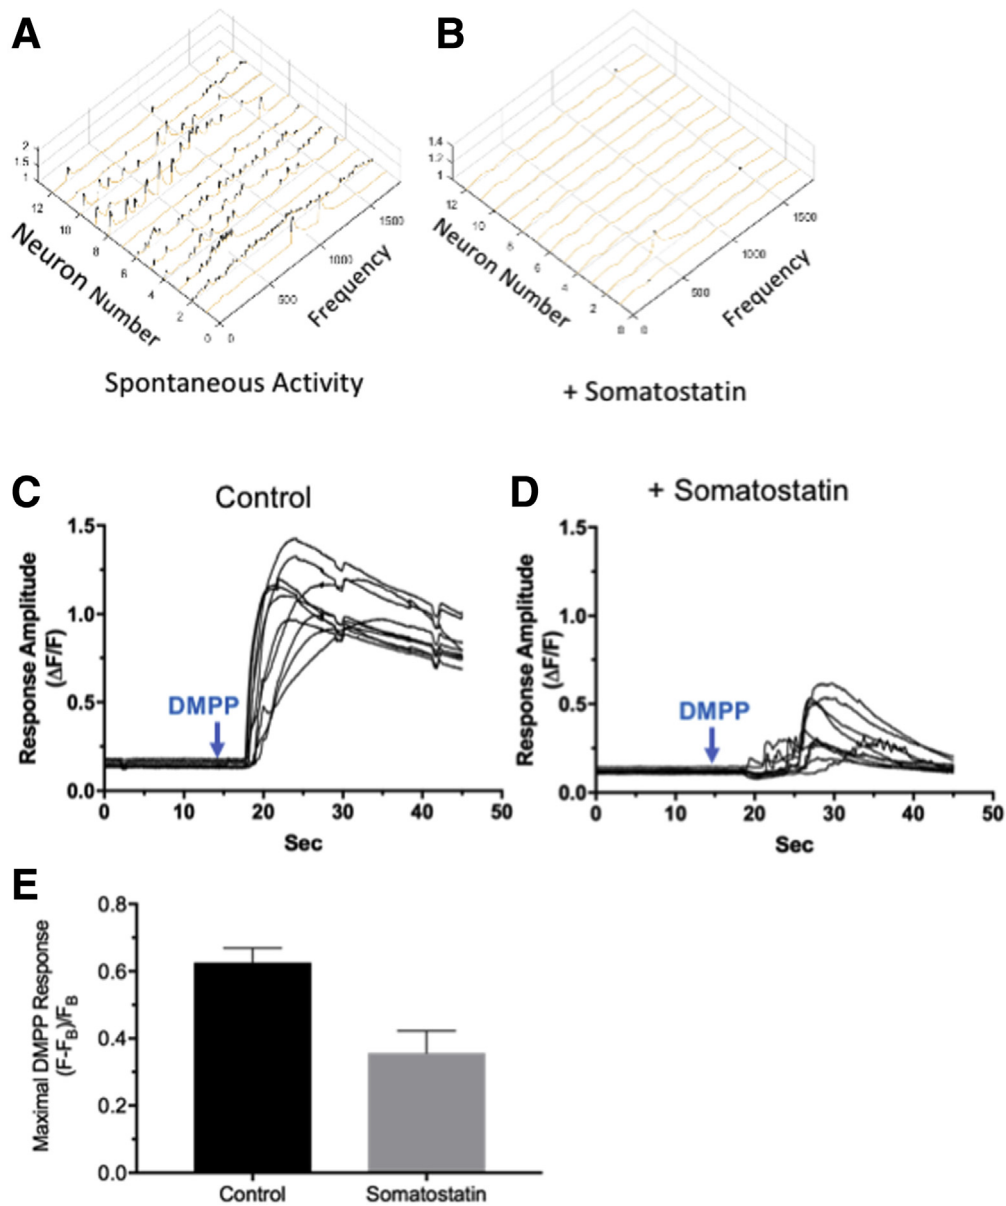 A
B
2
1.5
1
12
10
8
6
4
2
0
0
500
1000
1500
Neuron Number
Frequency
Spontaneous Activity
1.4
1.2
1
12
10
8
6
4
2
0
0
500
1000
1500
Neuron Number
Frequency
+ Somatostatin
C
Control
1.5
1.0
0.5
0.0
Response Amplitude
(ΔF/F)
DMPP
0 10 20 30 40 50
Sec
D
+ Somatostatin
1.5
1.0
0.5
0.0
Response Amplitude
(ΔF/F)
DMPP
0 10 20 30 40 50
Sec
E
0.8
0.6
0.4
0.2
0.0
Maximal DMPP Response
(F-F_B)/F_B
Control Somatostatin